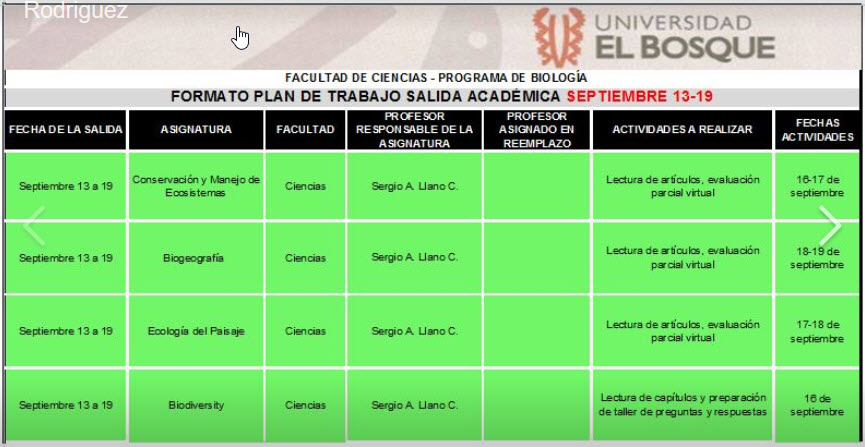 Rodriguez
UNIVERSIDAD
EL BOSQUE
FACULTAD DE CIENCIAS - PROGRAMA DE BIOLOGÍA
FORMATO PLAN DE TRABAJO SALIDA ACADÉMICA SEPTIEMBRE 13-19
FECHA DE LA SALIDA
ASIGNATURA
FACULTAD
PROFESOR
RESPONSABLE DE LA
ASIGNATURA
PROFESOR
ASIGNADO EN
REEMPLAZO
ACTIVIDADES A REALIZAR
FECHAS
ACTIVIDADES
Septiembre 13 a 19
Conservación y Manejo de
Ecosistemas
Ciencias
Sergio A. Llano C.
Lectura de artículos, evaluación
parcial virtual
16-17 de
septiembre
Septiembre 13 a 19
Biogeografía
Ciencias
Sergio A. Llano C.
Lectura de artículos, evaluación
parcial virtual
18-19 de
septiembre
Septiembre 13 a 19
Ecología del Paisaje
Ciencias
Sergio A. Llano C.
Lectura de artículos, evaluación
parcial virtual
17-18 de
septiembre
Septiembre 13 a 19
Biodiversity
Ciencias
Sergio A. Llano C.
Lectura de capítulos y preparación
de taller de preguntas y respuestas
16 de
septiembre